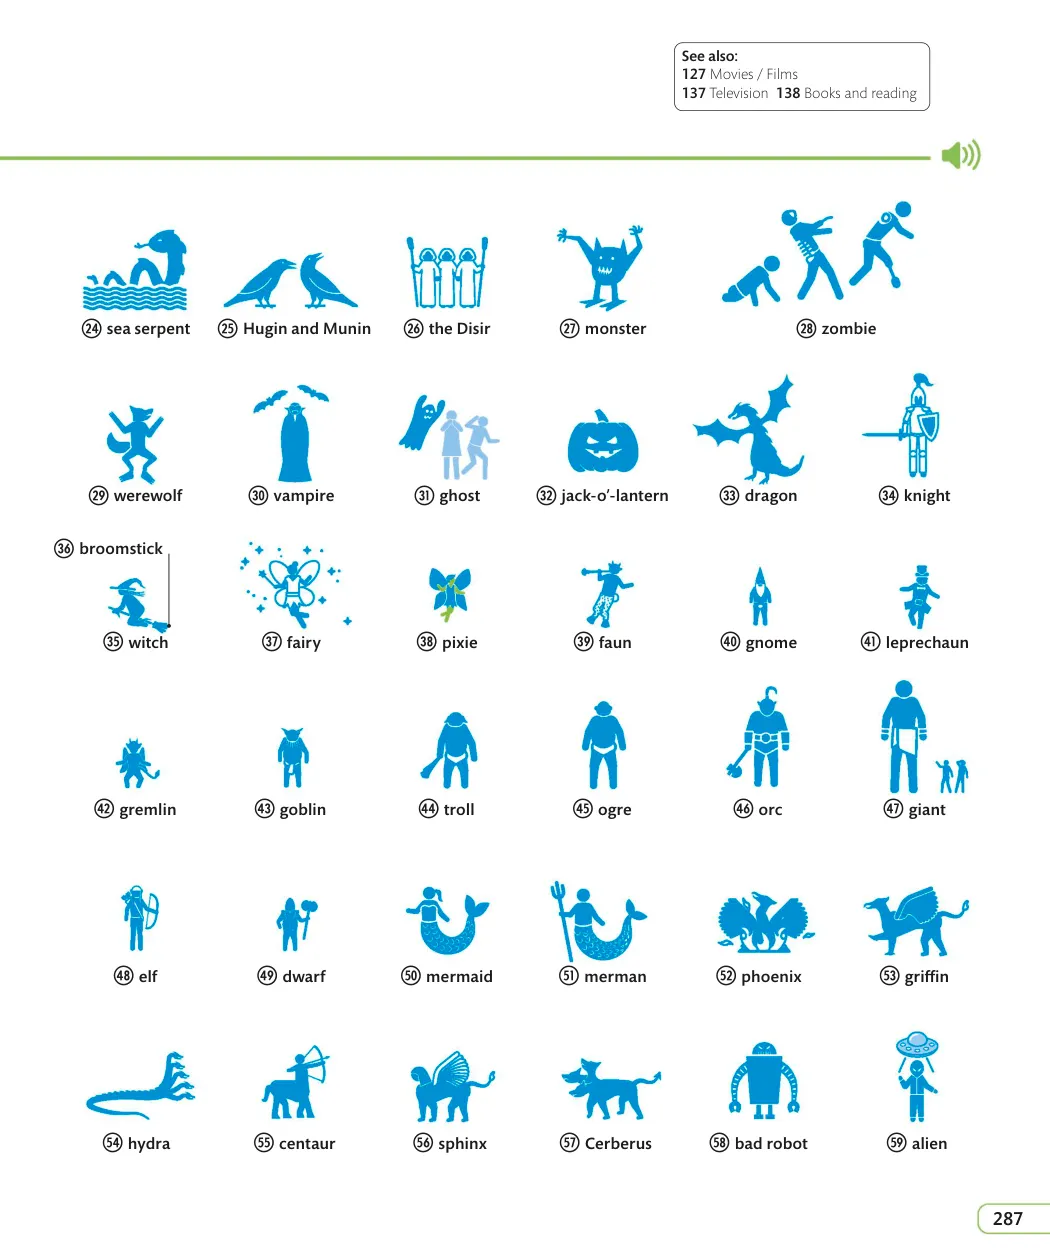 See also:
127 Movies / Films
137 Television 138 Books and reading
24 sea serpent
25 Hugin and Munin
26 the Disir
27 monster
28 zombie
29 werewolf
30 vampire
31 ghost
32 jack-o’-lantern
33 dragon
34 knight
36 broomstick
35 witch
37 fairy
38 pixie
39 faun
40 gnome
41 leprechaun
42 gremlin
43 goblin
44 troll
45 ogre
46 orc
47 giant
48 elf
49 dwarf
50 mermaid
51 merman
52 phoenix
53 griffin
54 hydra
55 centaur
56 sphinx
57 Cerberus
58 bad robot
59 alien
287